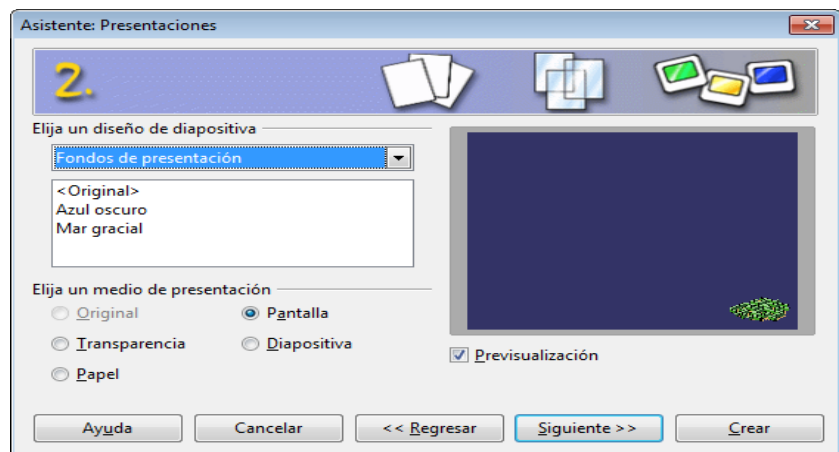 Asistente: Presentaciones
2.
Elija un diseño de diapositiva
Fondos de presentación
<Original>
Azul oscuro
Mar gracial
Elija un medio de presentación
Original
Pantalla
Transparencia
Diapositiva
Papel
Previsualización
Ayuda
Cancelar
<< Regresar
Siguiente >>
Crear